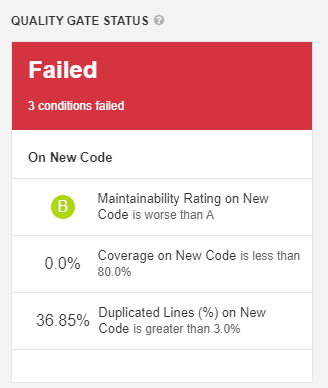 QUALITY GATE STATUS ?
Failed
3 conditions failed
On New Code
B
Maintainability Rating on New
Code is worse than A
0.0%
Coverage on New Code is less than
80.0%
36.85%
Duplicated Lines (%) on New
Code is greater than 3.0%